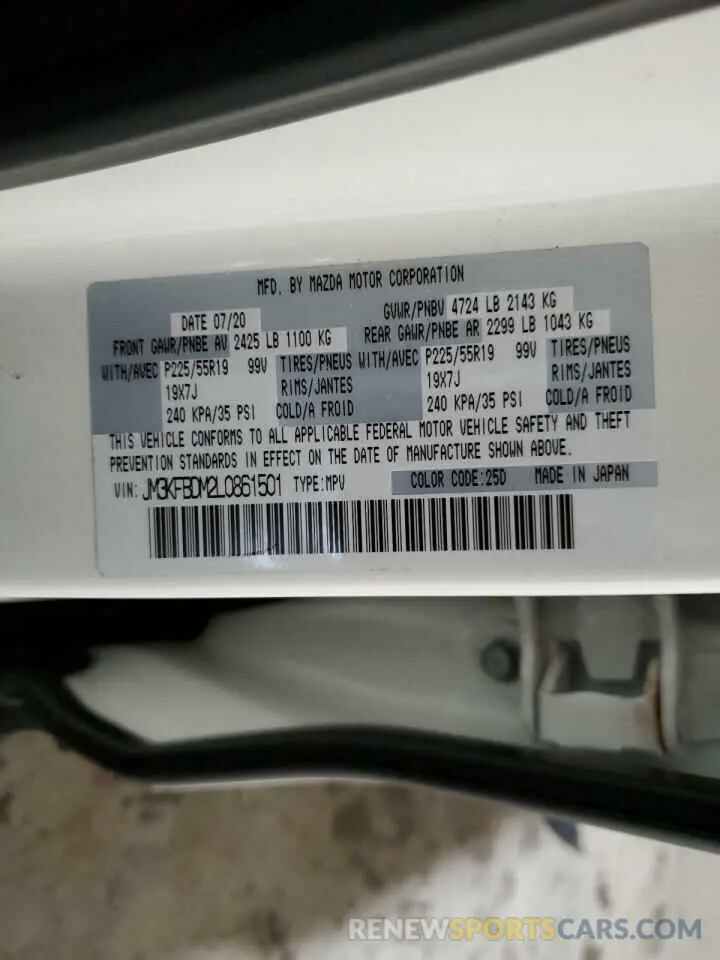 MFD. BY MAZDA MOTOR CORPORATION
DATE 07/20 GVWR/PNBV 4724 LB 2143 KG
FRONT GAWR/PNBE AV 2425 LB 1100 KG REAR GAWR/PNBE AR 2299 LB 1043 KG
WITH/AVEC P225/55R19 99V TIRES/PNEUS WITH/AVEC P225/55R19 99V TIRES/PNEUS
19X7J RIMS/JANTES 19X7J RIMS/JANTES
240 KPA/35 PSI COLD/A FROID 240 KPA/35 PSI COLD/A FROID
THIS VEHICLE CONFORMS TO ALL APPLICABLE FEDERAL MOTOR VEHICLE SAFETY AND THEFT
PREVENTION STANDARDS IN EFFECT ON THE DATE OF MANUFACTURE SHOWN ABOVE.
VIN: JM3KFBDM2L0861501 TYPE:MPV COLOR CODE:25D MADE IN JAPAN
RENEWSPORTSCARS.COM